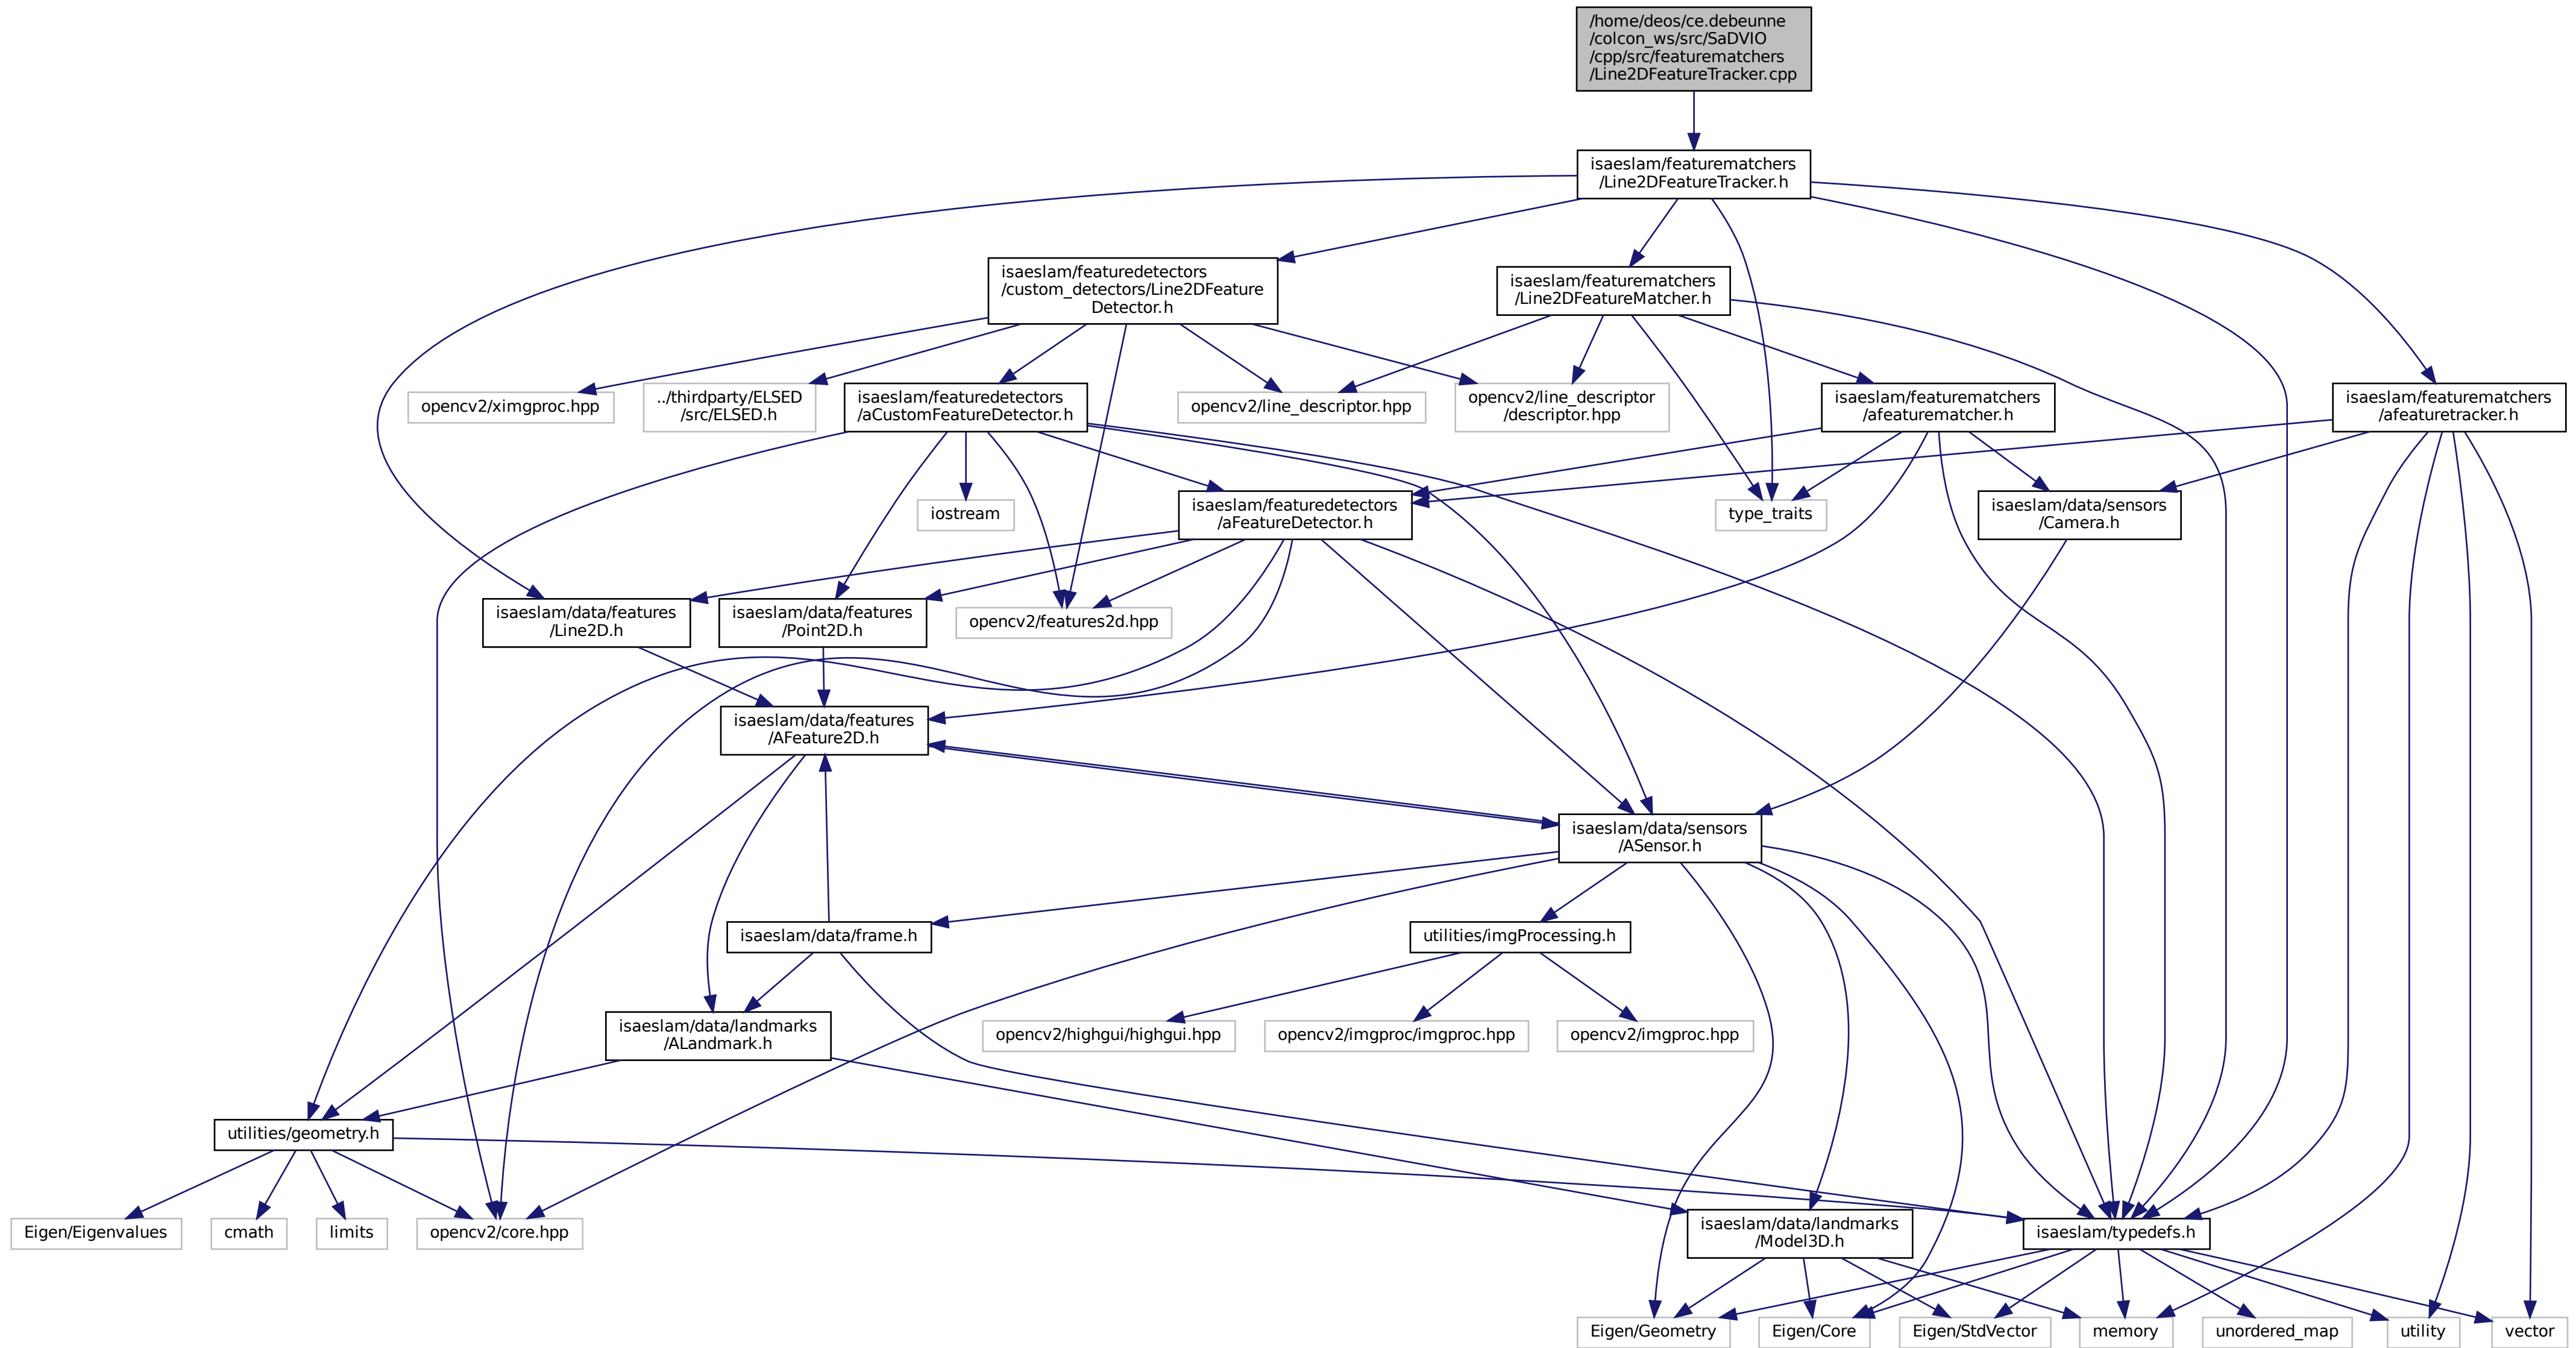 /home/deos/ce.debeunne
/colcon_ws/src/SaDVIO
/cpp/src/featurematchers
/Line2DFeatureTracker.cpp
isaeslam/featurematchers
/Line2DFeatureTracker.h
isaeslam/featuredetectors
/custom_detectors/Line2DFeature
Detector.h
isaeslam/featurematchers
/Line2DFeatureMatcher.h
opencv2/ximgproc.hpp
../thirdparty/ELSED
/src/ELSED.h
isaeslam/featuredetectors
/aCustomFeatureDetector.h
opencv2/line_descriptor.hpp
opencv2/line_descriptor
/descriptor.hpp
isaeslam/featurematchers
/afeaturematcher.h
isaeslam/featurematchers
/afeaturetracker.h
iostream
isaeslam/featuredetectors
/aFeatureDetector.h
type_traits
isaeslam/data/sensors
/Camera.h
isaeslam/data/features
/Line2D.h
isaeslam/data/features
/Point2D.h
opencv2/features2d.hpp
isaeslam/data/features
/AFeature2D.h
isaeslam/data/sensors
/ASensor.h
isaeslam/data/frame.h
utilities/imgProcessing.h
isaeslam/data/landmarks
/ALandmark.h
opencv2/highgui/highgui.hpp
opencv2/imgproc/imgproc.hpp
opencv2/imgproc.hpp
utilities/geometry.h
Eigen/Eigenvalues
cmath
limits
opencv2/core.hpp
isaeslam/data/landmarks
/Model3D.h
isaeslam/typedefs.h
Eigen/Geometry
Eigen/Core
Eigen/StdVector
memory
unordered_map
utility
vector